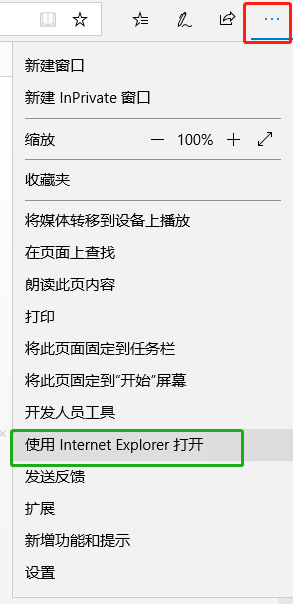 新建窗口
新建 InPrivate 窗口
缩放 — 100% +
收藏夹
将媒体转移到设备上播放
在页面上查找
朗读此页内容
打印
将此页面固定到任务栏
将此页固定到“开始”屏幕
开发人员工具
使用 Internet Explorer 打开
发送反馈
扩展
新增功能和提示
设置